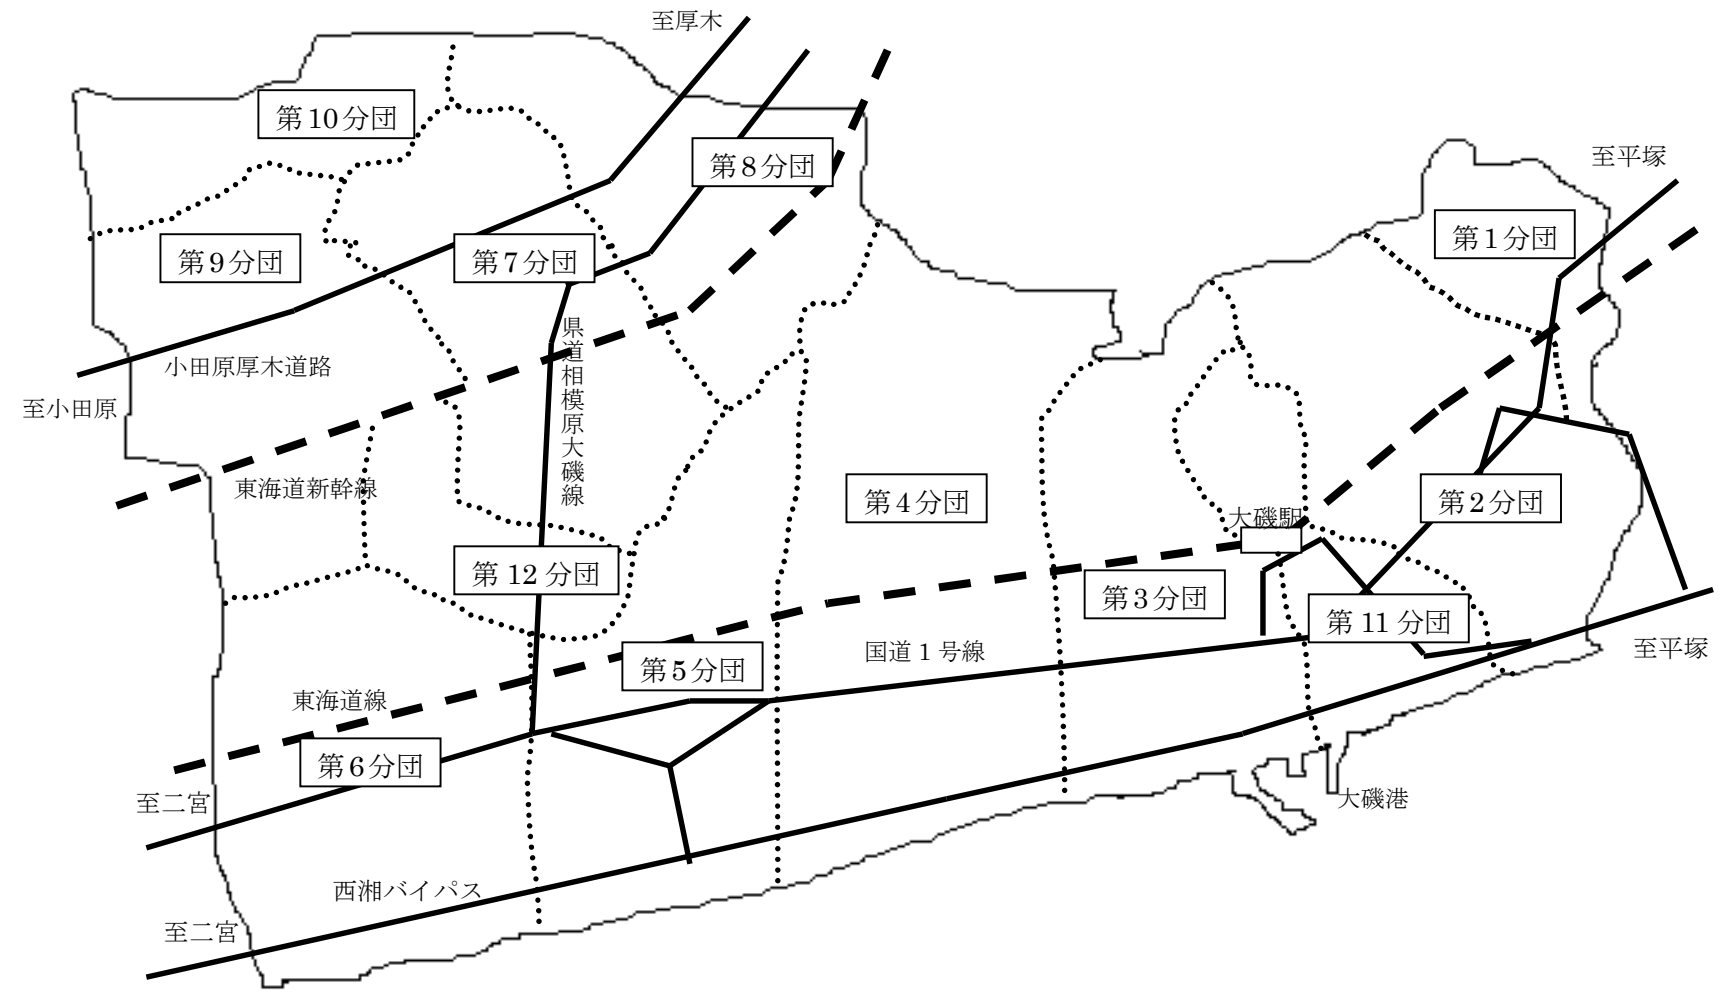 至厚木
第10分団
第8分団
至平塚
第1分団
第9分団
第7分団
県道相模原大磯線
小田原厚木道路
至小田原
東海道新幹線
第4分団
第2分団
大磯駅
第12分団
第3分団
第11分団
国道1号線
至平塚
第5分団
東海道線
第6分団
至二宮
大磯港
西湘バイパス
至二宮